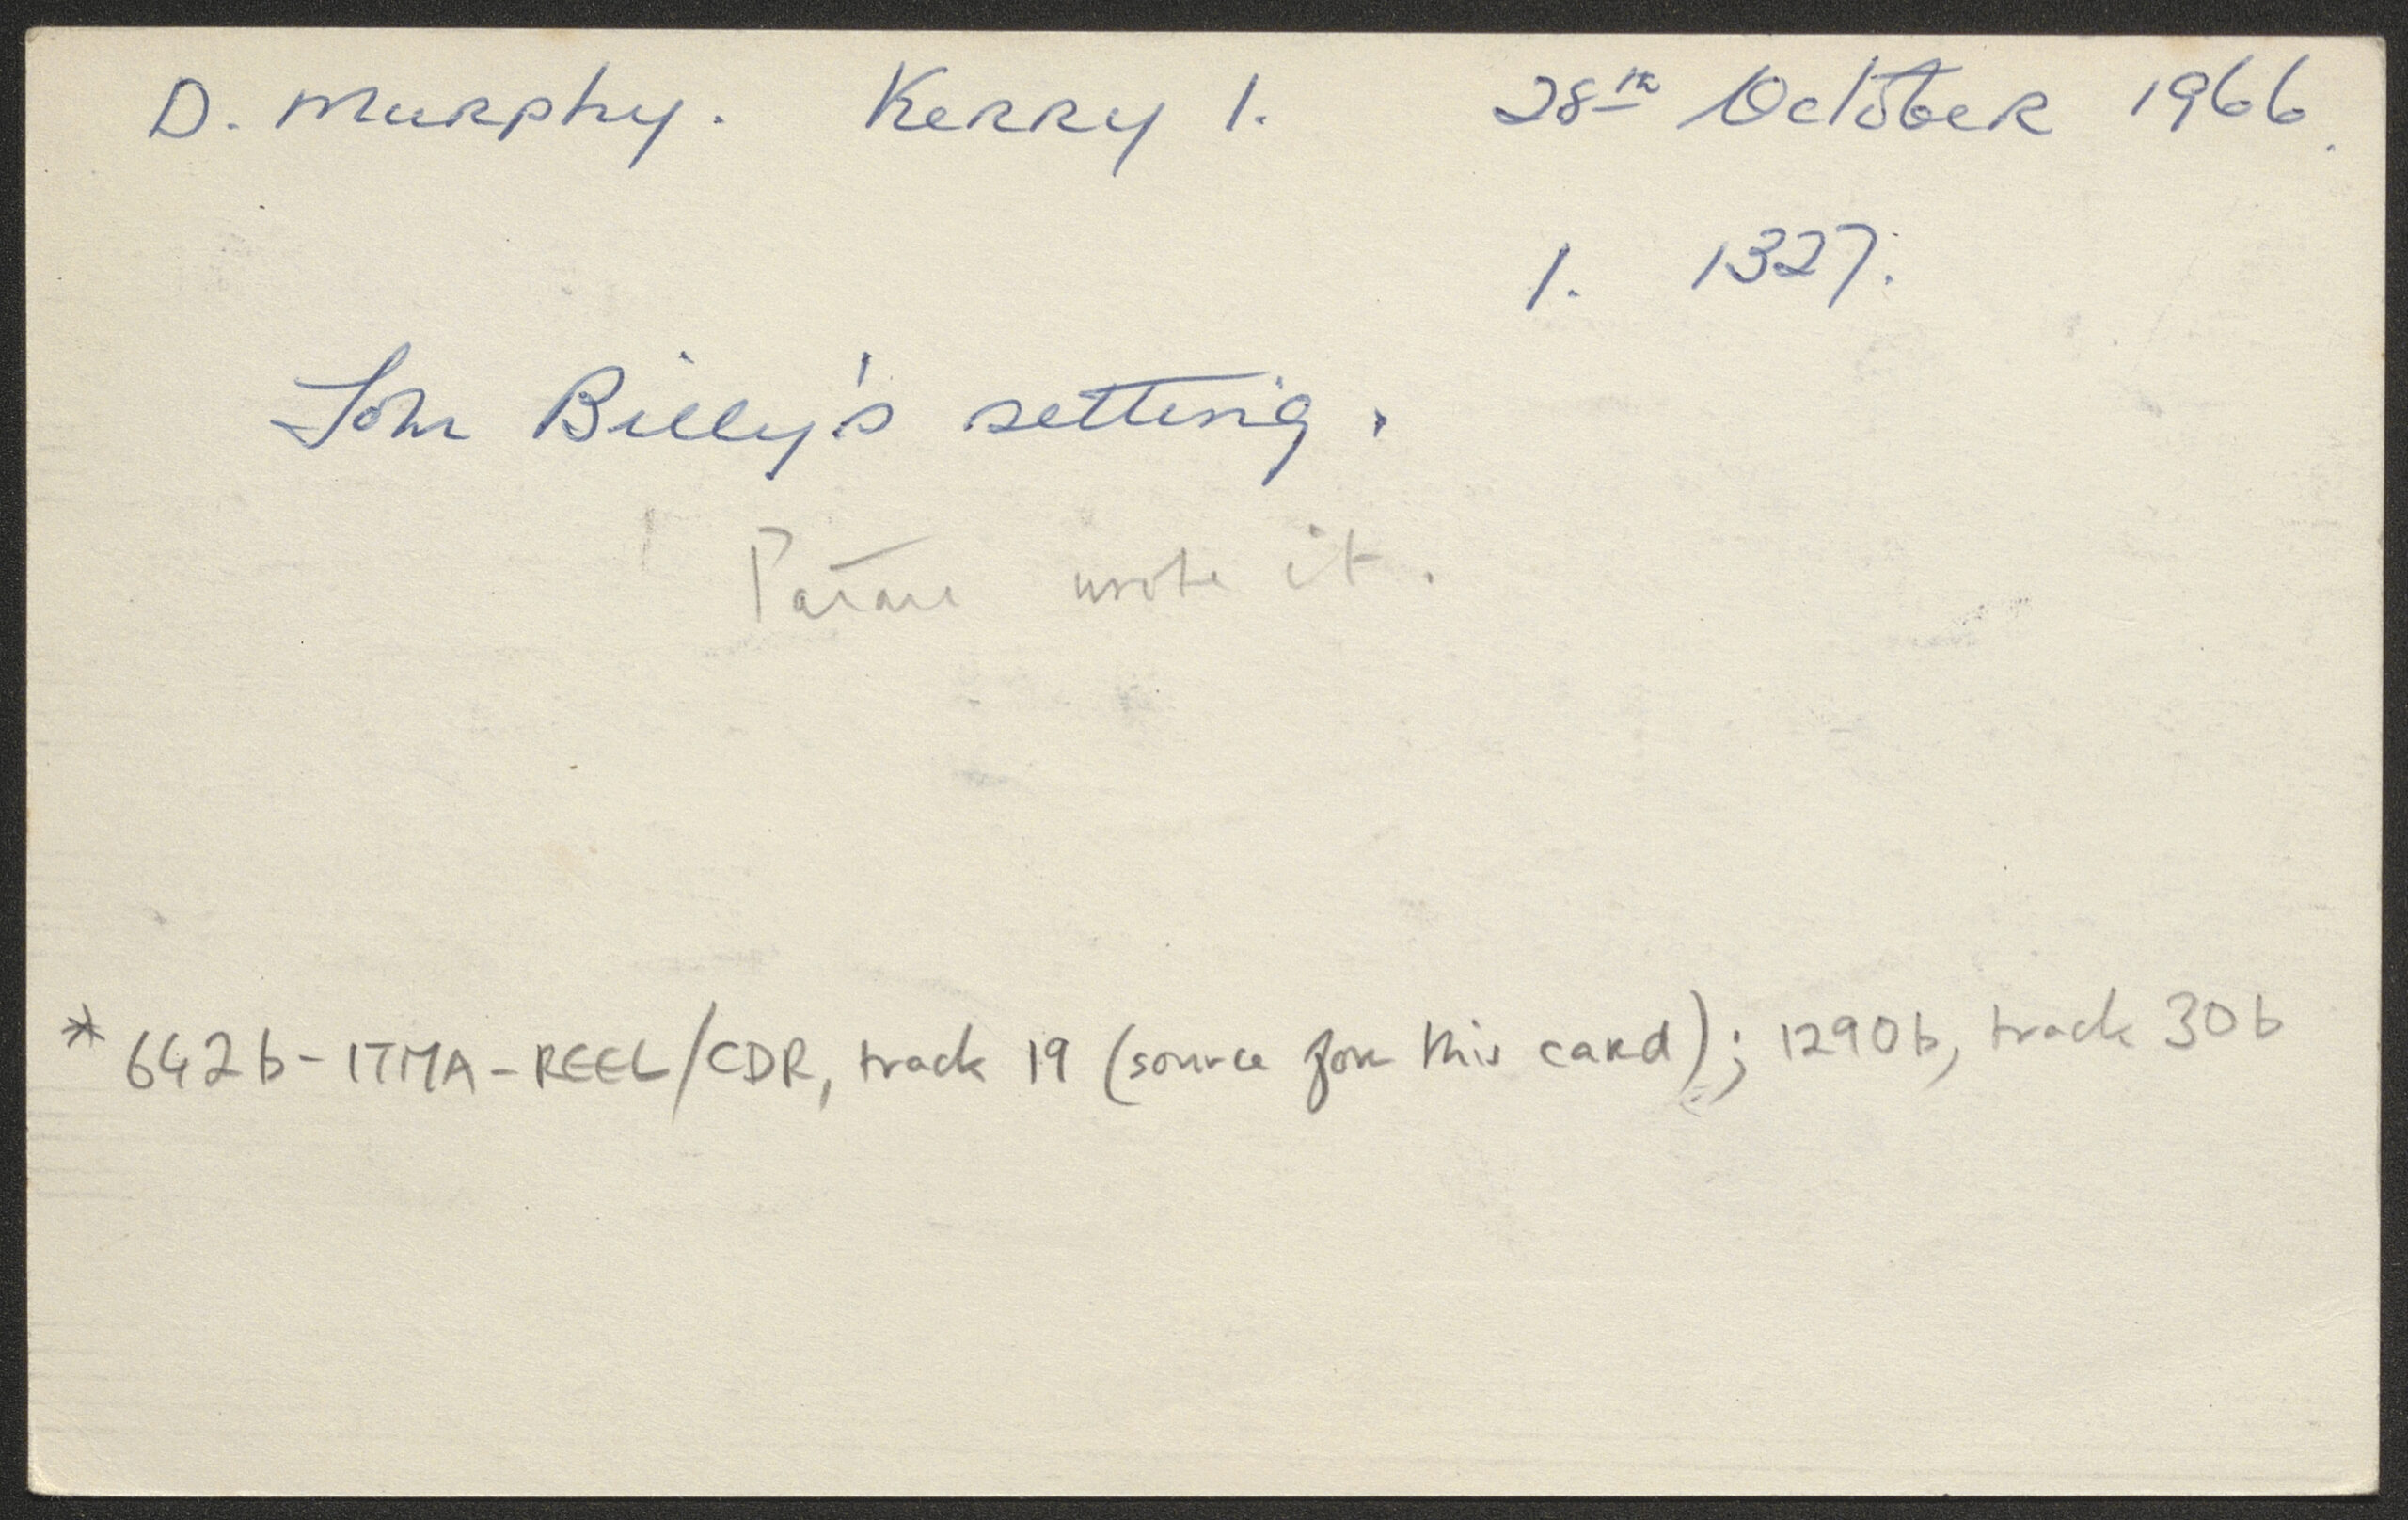 D. Murphy. Kerry 1. 28th October 1966.
1. 1327.
Tom Billy's setting.
wrote it.
* 642b-ITMA-REEL/CDR, track 19 (source for this card); 1290b, track 30b